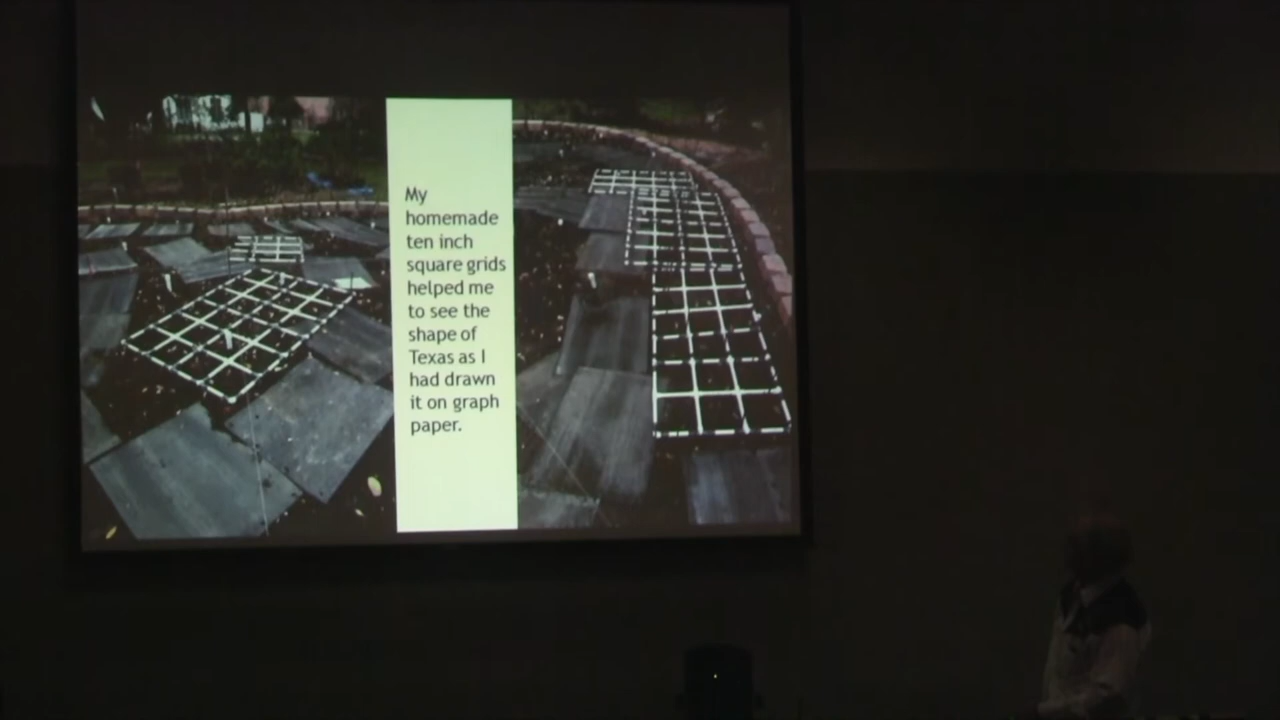 My
homemade
ten inch
square grids
helped me
to see the
shape of
Texas as I
had drawn
it on graph
paper.